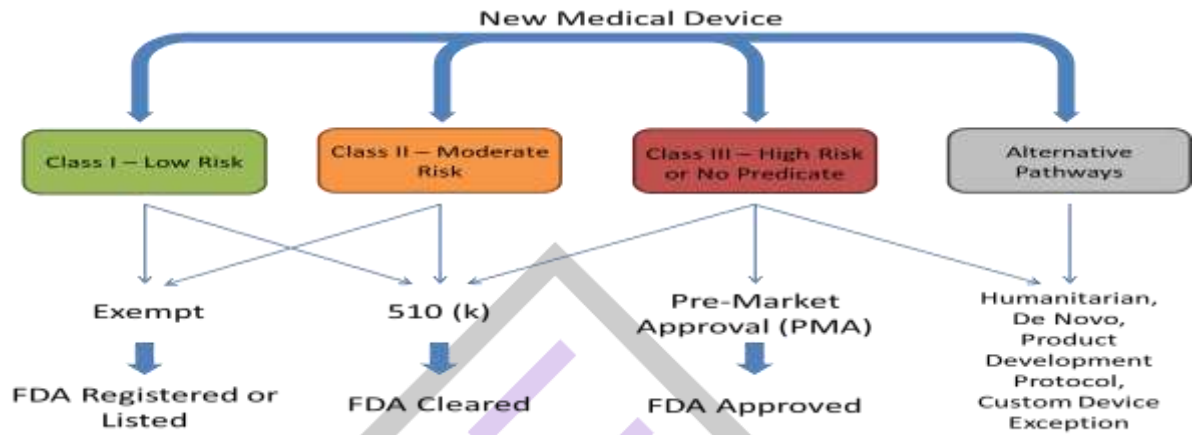 New Medical Device
Class I – Low Risk
Class II – Moderate
Risk
Class III – High Risk
or No Predicate
Alternative
Pathways
Exempt
510 (k)
Pre-Market
Approval (PMA)
Humanitarian,
De Novo,
Product
Development
Protocol,
Custom Device
Exception
FDA Registered or
Listed
FDA Cleared
FDA Approved